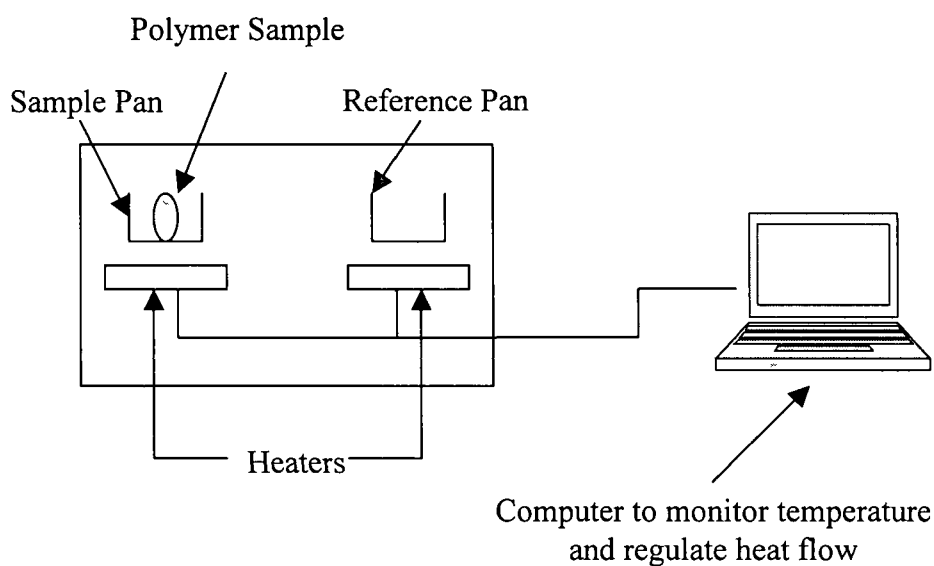 Polymer Sample
Sample Pan
Reference Pan
Heaters
Computer to monitor temperature
and regulate heat flow